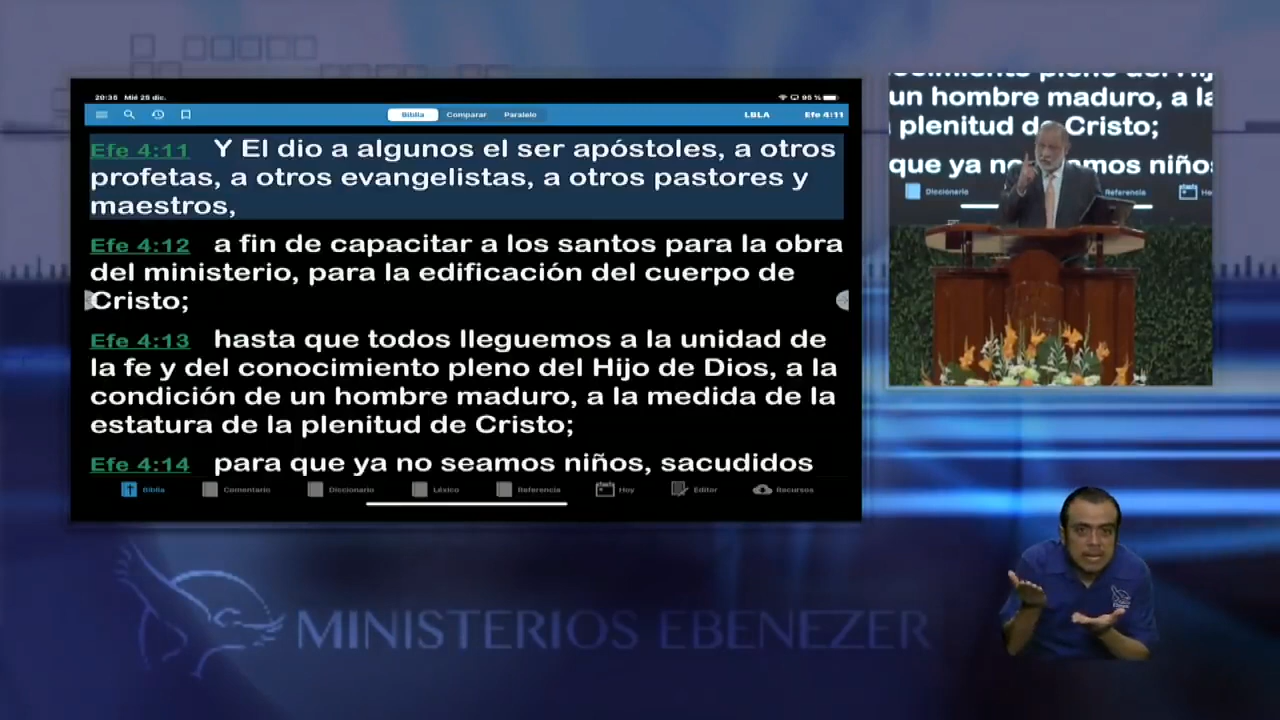 20:35 Mié 28 dic.
96 %
Biblia Comparar Paralelo LBLA Efe 4:11
Efe 4:11 Y El dio a algunos el ser apóstoles, a otros
profetas, a otros evangelistas, a otros pastores y
maestros,
Efe 4:12 a fin de capacitar a los santos para la obra
del ministerio, para la edificación del cuerpo de
Cristo;
Efe 4:13 hasta que todos lleguemos a la unidad de
la fe y del conocimiento pleno del Hijo de Dios, a la
condición de un hombre maduro, a la medida de la
estatura de la plenitud de Cristo;
Efe 4:14 para que ya no seamos niños, sacudidos
Biblia Comentario Diccionario Léxico Referencia Hoy Editor Recursos
un hombre maduro, a la
plenitud de Cristo;
que ya no seamos niños,
Diccionario Referencia
MINISTERIOS EBENEZER